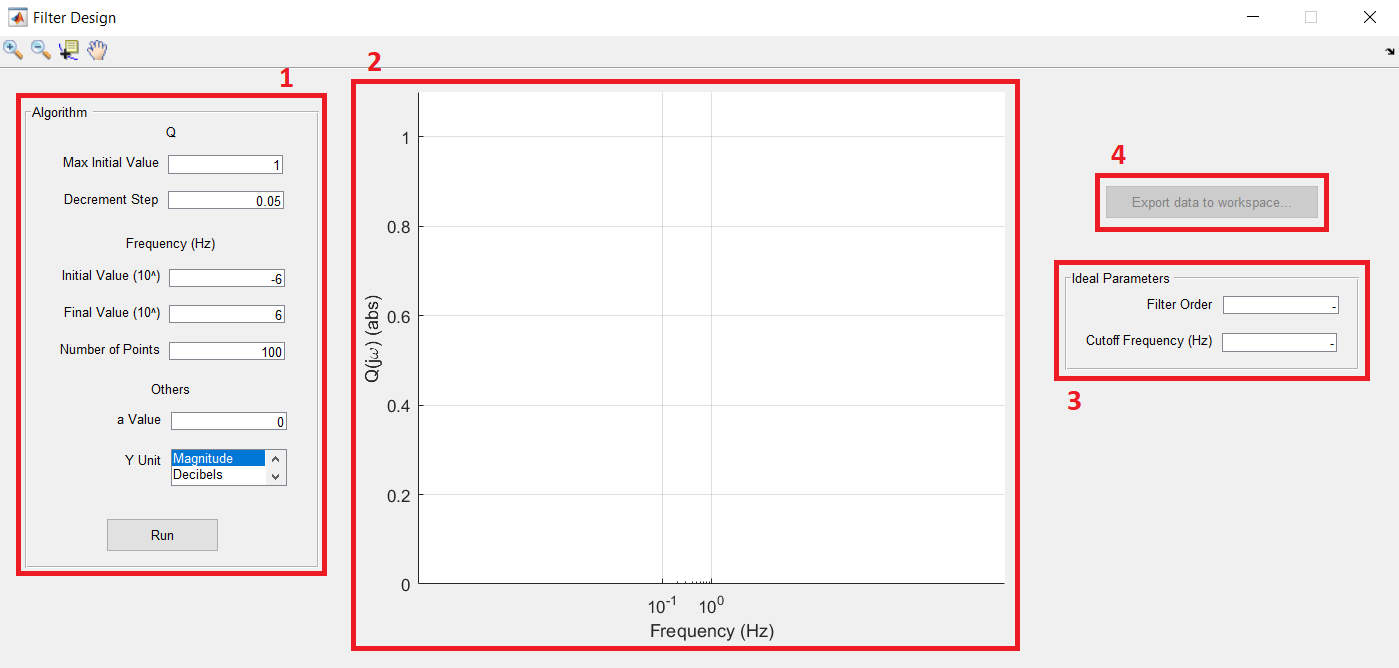 Filter Design
1
Algorithm
Q
Max Initial Value 1
Decrement Step 0.05
Frequency (Hz)
Initial Value (10^) -6
Final Value (10^) 6
Number of Points 100
Others
a Value 0
Y Unit Magnitude
Decibels
Run
2
1
0.8
0.6
0.4
0.2
0
Q(jω) (abs)
10^-1 10^0
Frequency (Hz)
4
Export data to workspace...
Ideal Parameters
Filter Order -
Cutoff Frequency (Hz) -
3